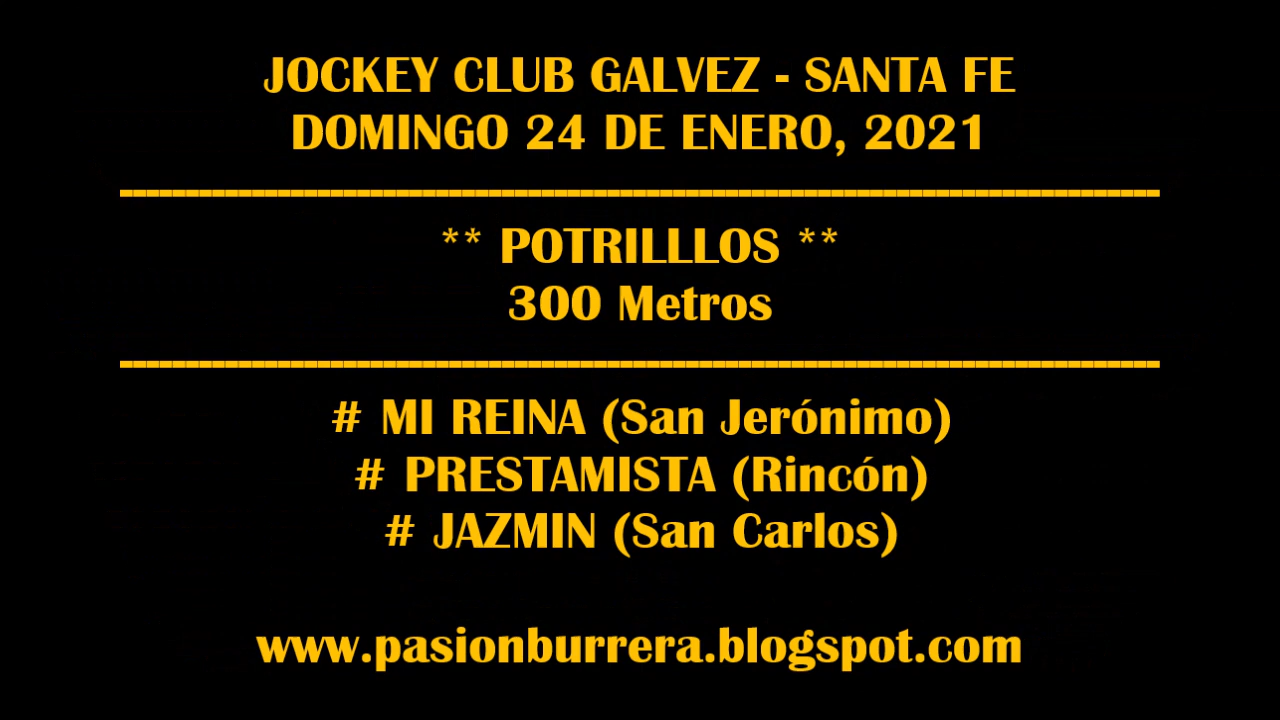 JOCKEY CLUB GALVEZ - SANTA FE
DOMINGO 24 DE ENERO, 2021
** POTRILLLOS **
300 Metros
# MI REINA (San Jerónimo)
# PRESTAMISTA (Rincón)
# JAZMIN (San Carlos)
www.pasionburrera.blogspot.com